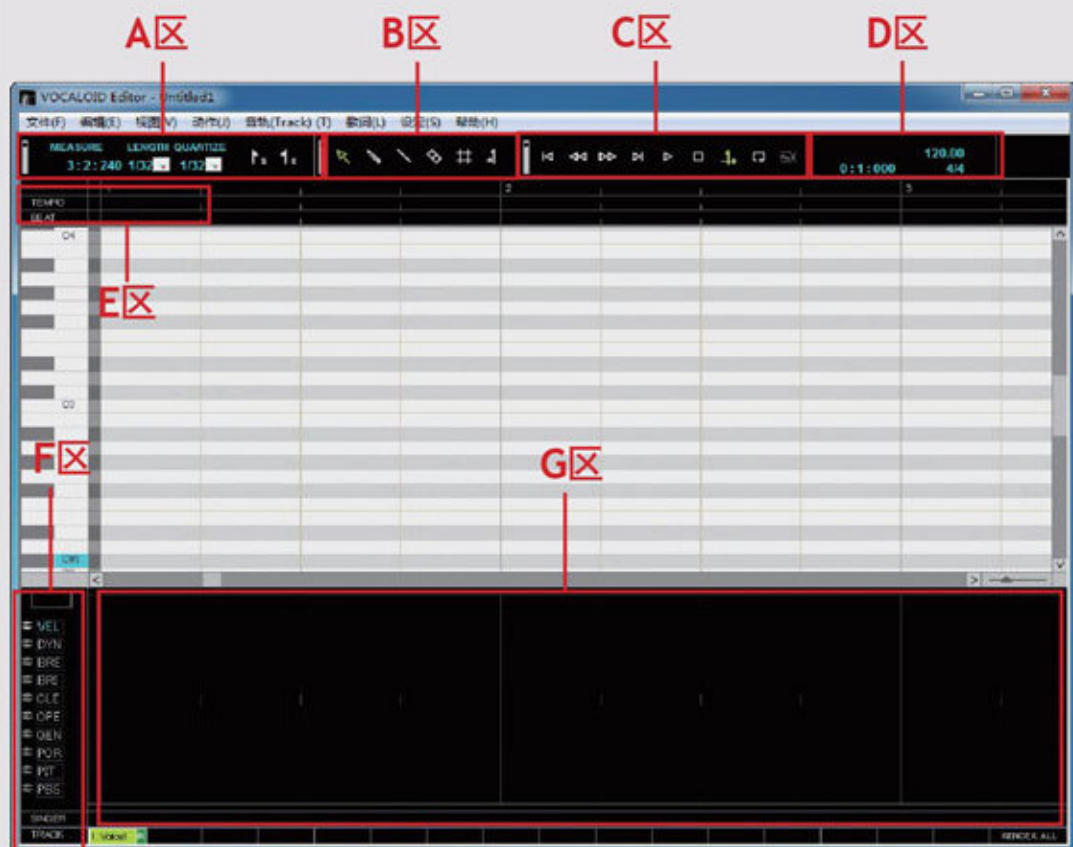 A区 B区 C区 D区
VOCALOID Editor - Untitled1
文件(F) 编辑(E) 视图(V) 动作(J) 音轨(Track) (T) 歌词(L) 设定(S) 帮助(H)
MEASURE LENGTH QUANTIZE
3:2:240 1/32 1/32
120.00
0:1:000 4/4
1 2 3
TEMPO
BEAT
C4
E区
C3
F区 G区
VEL
DYN
BRE
BRI
CLE
OPE
GEN
POR
PIT
PBS
SINGER
TRACK 1 Voice1 RENDER ALL